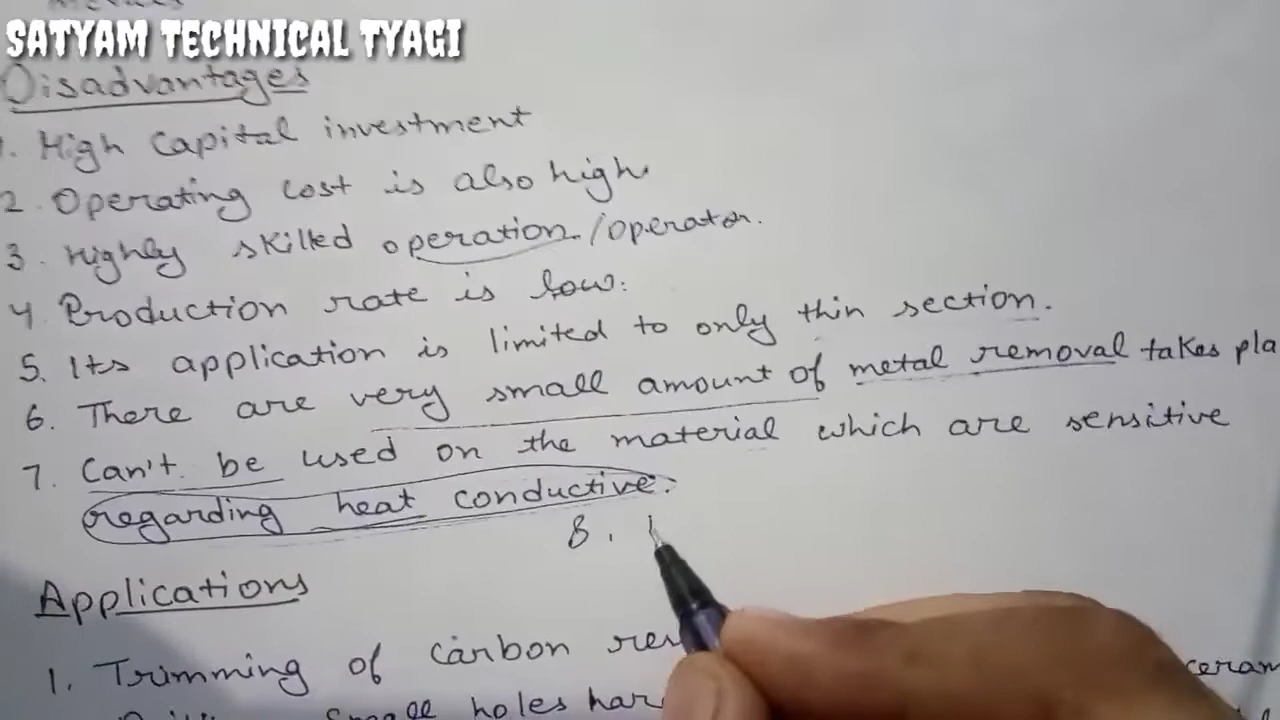 SATYAM TECHNICAL TYAGI
Disadvantages
1. High Capital investment
2. Operating cost is also high
3. Highly skilled operation/operator.
4. Production rate is low.
5. Its application is limited to only thin section.
6. There are very small amount of metal removal takes pla
7. Can't be used on the material which are sensitive
regarding heat conductive.
8.
Applications
1. Trimming of carbon ceram
small holes har